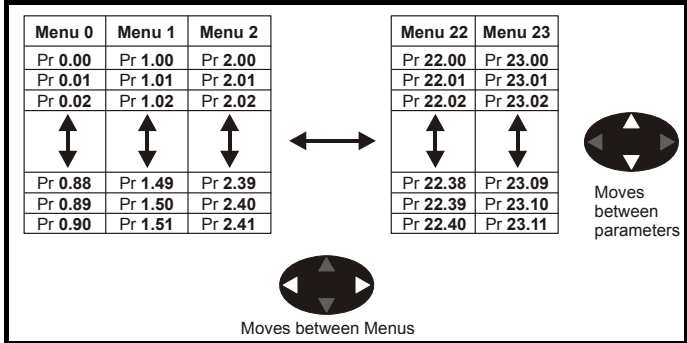 Menu 0 Menu 1 Menu 2 Menu 22 Menu 23
Pr 0.00 Pr 1.00 Pr 2.00 Pr 22.00 Pr 23.00
Pr 0.01 Pr 1.01 Pr 2.01 Pr 22.01 Pr 23.01
Pr 0.02 Pr 1.02 Pr 2.02 Pr 22.02 Pr 23.02
Pr 0.88 Pr 1.49 Pr 2.39 Pr 22.38 Pr 23.09
Pr 0.89 Pr 1.50 Pr 2.40 Pr 22.39 Pr 23.10
Pr 0.90 Pr 1.51 Pr 2.41 Pr 22.40 Pr 23.11
Moves
between
parameters
Moves between Menus